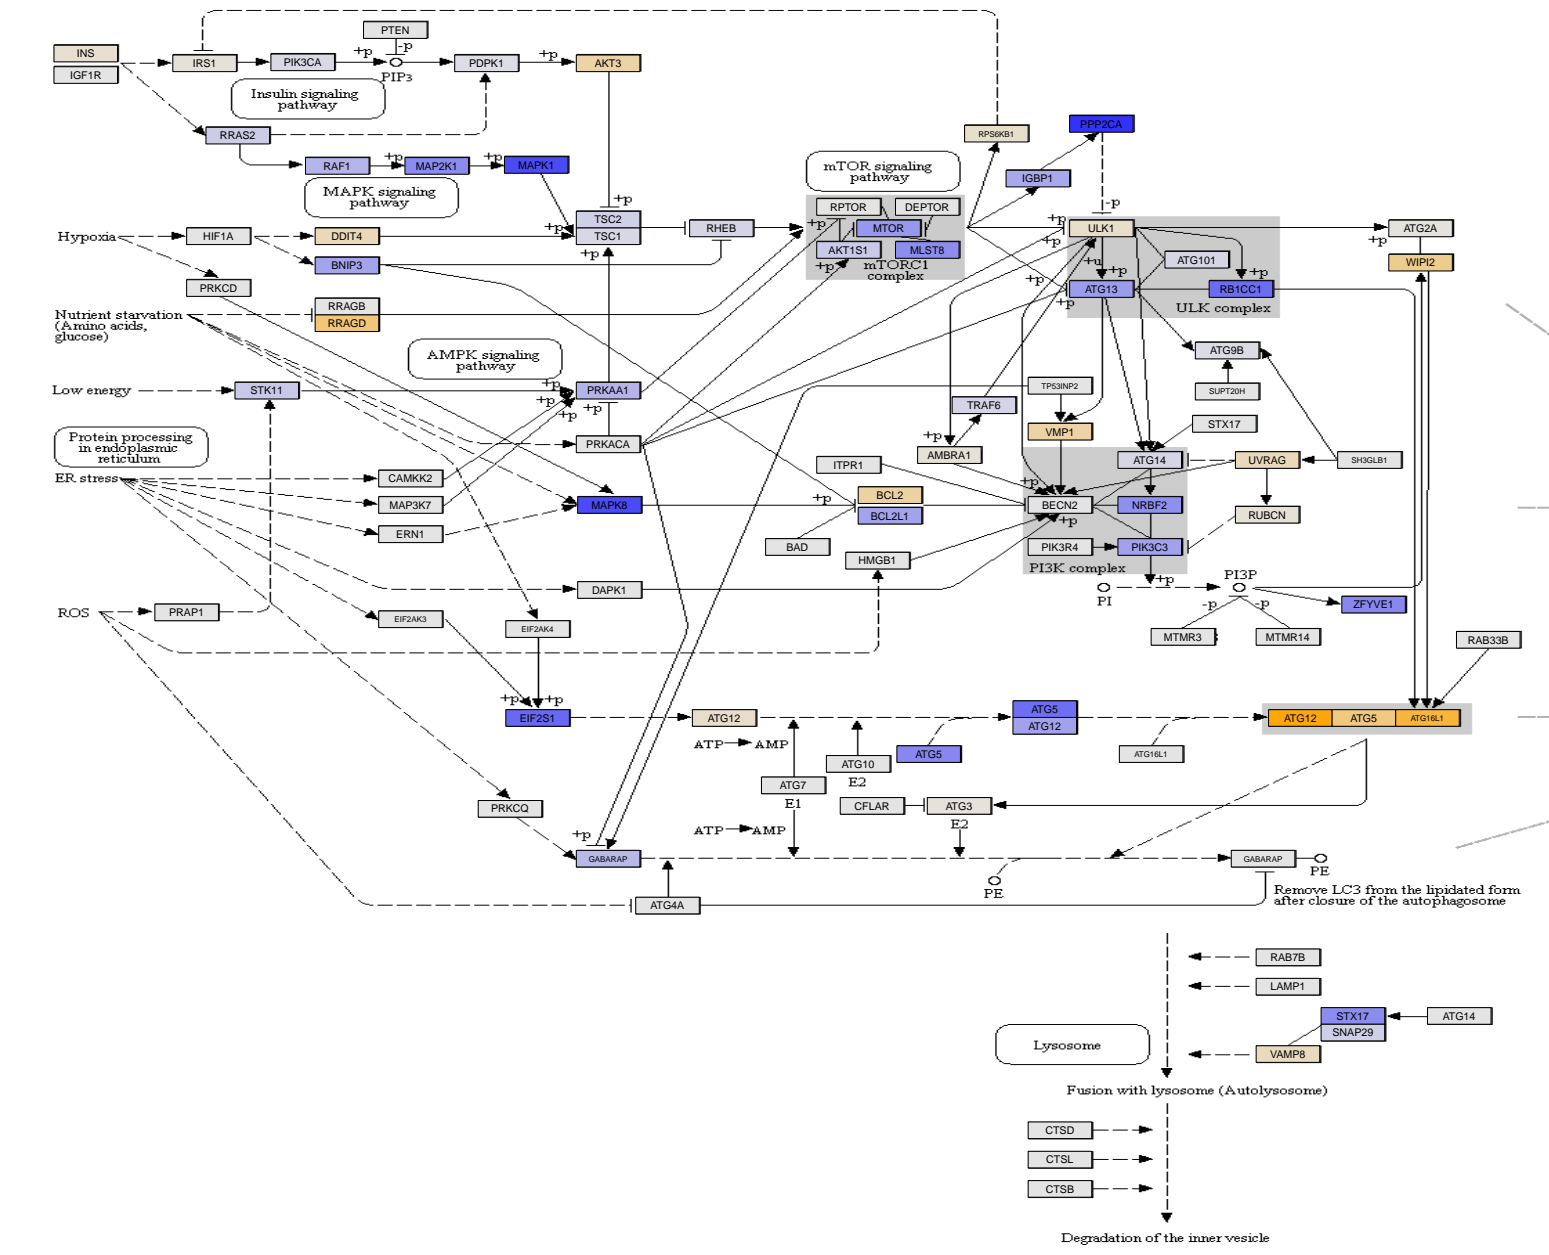 PTEN
INS
IGF1R
+p
-p
IRS1
PIK3CA
PIP3
PDPK1
+p
AKT3
Insulin signaling
pathway
RRAS2
RAF1
+p
MAP2K1
+p
MAPK1
MAPK signaling
pathway
mTOR signaling
pathway
RPS6KB1
PPP2CA
IGBP1
-p
+p
TSC2
TSC1
+p
+p
RHEB
RPTOR
DEPTOR
+p
MTOR
AKT1S1
MLST8
+p
mTORC1
complex
Hypoxia
HIF1A
DDIT4
BNIP3
PRKCD
+p
+p
ULK1
+u
+p
ATG101
+p
ATG13
RB1CC1
+p
+p
ULK complex
ATG2A
+p
WIPI2
Nutrient starvation
(Amino acids,
glucose)
RRAGB
RRAGD
AMPK signaling
pathway
ATG9B
SUPT20H
Low energy
STK11
+p
+p
+p
+p
PRKAA1
PRKACA
TP53INP2
TRAF6
VMP1
STX17
+p
AMBRA1
Protein processing
in endoplasmic
reticulum
ER stress
CAMKK2
MAP3K7
ERN1
MAPK8
+p
ITPR1
BCL2
BCL2L1
BAD
HMGB1
ATG14
UVRAG
SH3GLB1
+p
BECN2
NRBF2
+p
RUBCN
PIK3R4
PIK3C3
PI3K complex
+p
DAPK1
PI
PI3P
-p
-p
ZFYVE1
MTMR3
MTMR14
RAB33B
ROS
PRAP1
EIF2AK3
EIF2AK4
+p
+p
EIF2S1
ATG12
ATP
AMP
ATG7
E1
ATG10
E2
ATG5
ATG5
ATG12
ATG16L1
ATG12
ATG5
ATG16L1
PRKCQ
CFLAR
ATG3
E2
ATP
AMP
+p
GABARAP
PE
GABARAP
PE
ATG4A
Remove LC3 from the lipidated form
after closure of the autophagosome
RAB7B
LAMP1
STX17
SNAP29
ATG14
VAMP8
Lysosome
Fusion with lysosome (Autolysosome)
CTSD
CTSL
CTSB
Degradation of the inner vesicle